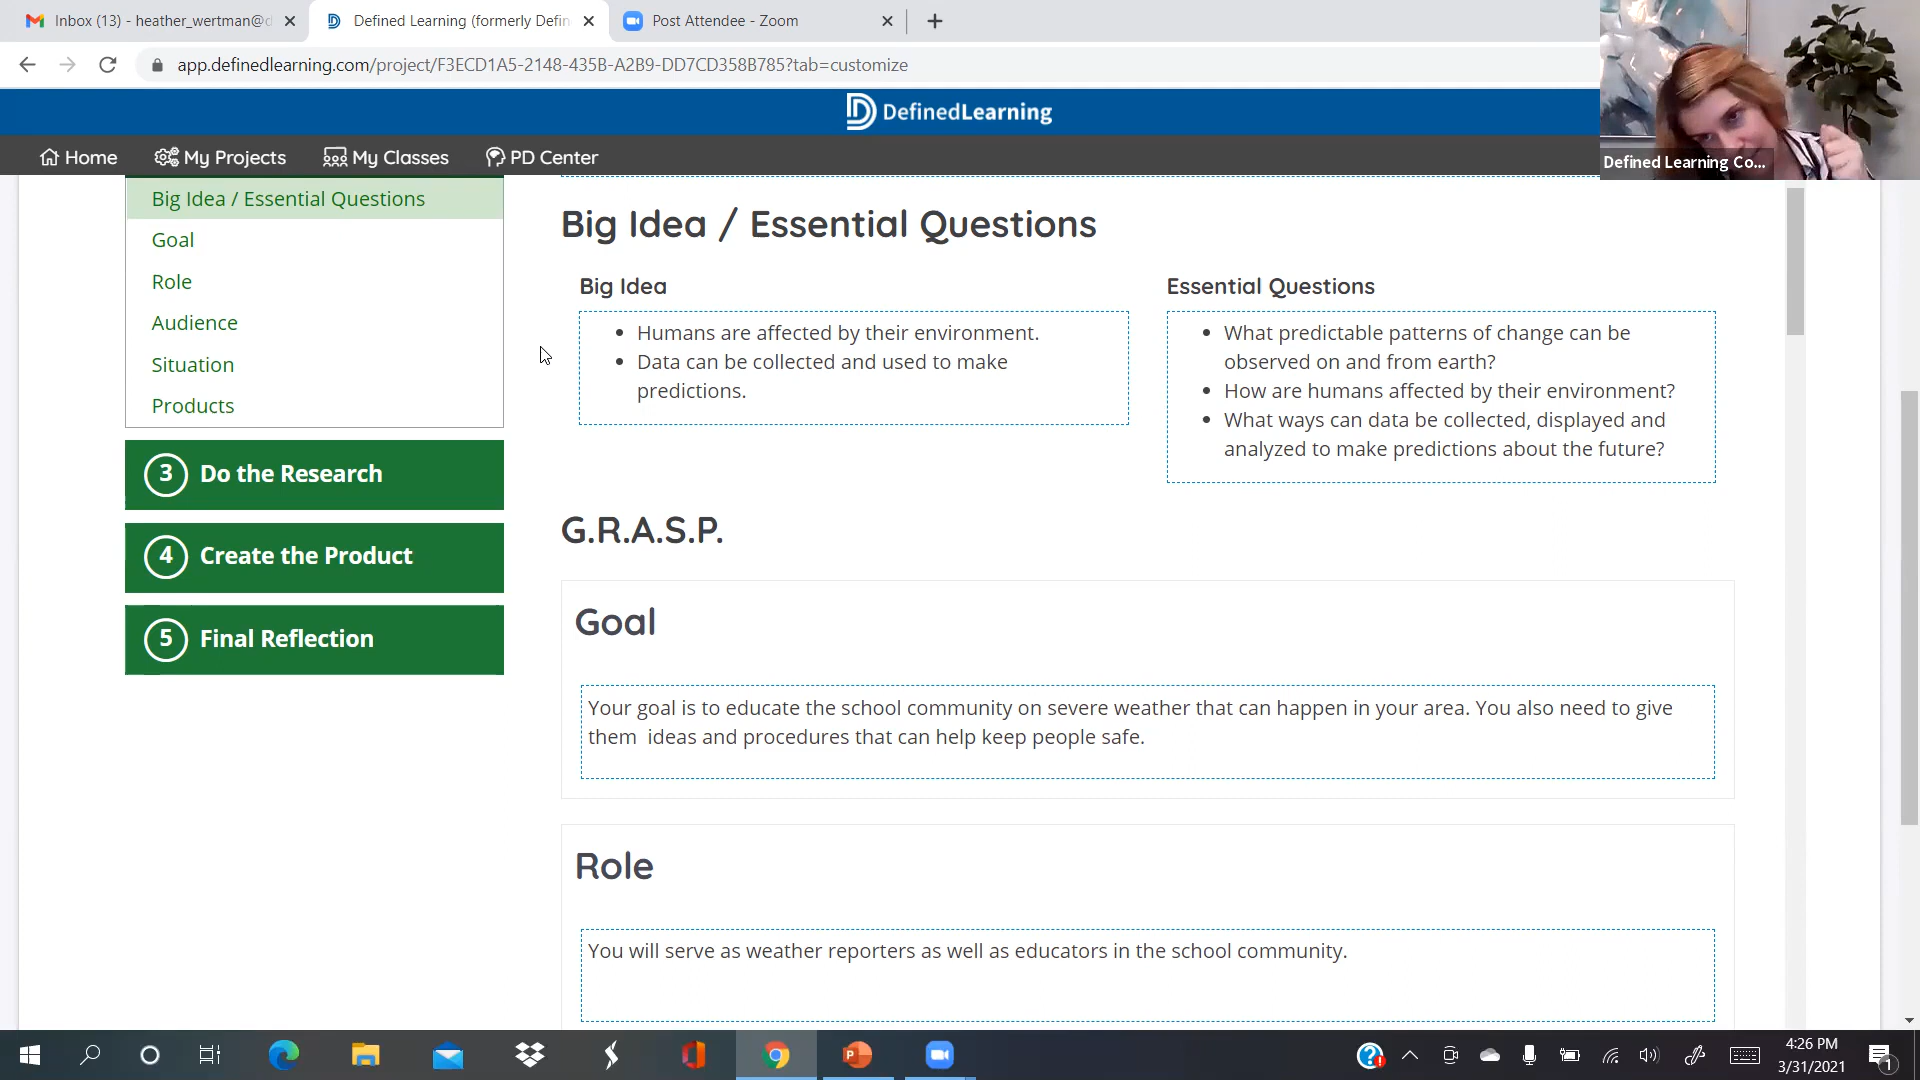 Inbox (13) - heather_wertman@d
Defined Learning (formerly Defin
Post Attendee - Zoom
app.definedlearning.com/project/F3ECD1A5-2148-435B-A2B9-DD7CD358B785?tab=customize
DefinedLearning
Home
My Projects
My Classes
PD Center
Defined Learning Co...
Big Idea / Essential Questions
Goal
Role
Audience
Situation
Products
3 Do the Research
4 Create the Product
5 Final Reflection
Big Idea / Essential Questions
Big Idea
Humans are affected by their environment.
Data can be collected and used to make
predictions.
Essential Questions
What predictable patterns of change can be
observed on and from earth?
How are humans affected by their environment?
What ways can data be collected, displayed and
analyzed to make predictions about the future?
G.R.A.S.P.
Goal
Your goal is to educate the school community on severe weather that can happen in your area. You also need to give
them  ideas and procedures that can help keep people safe.
Role
You will serve as weather reporters as well as educators in the school community.
4:26 PM
3/31/2021
1